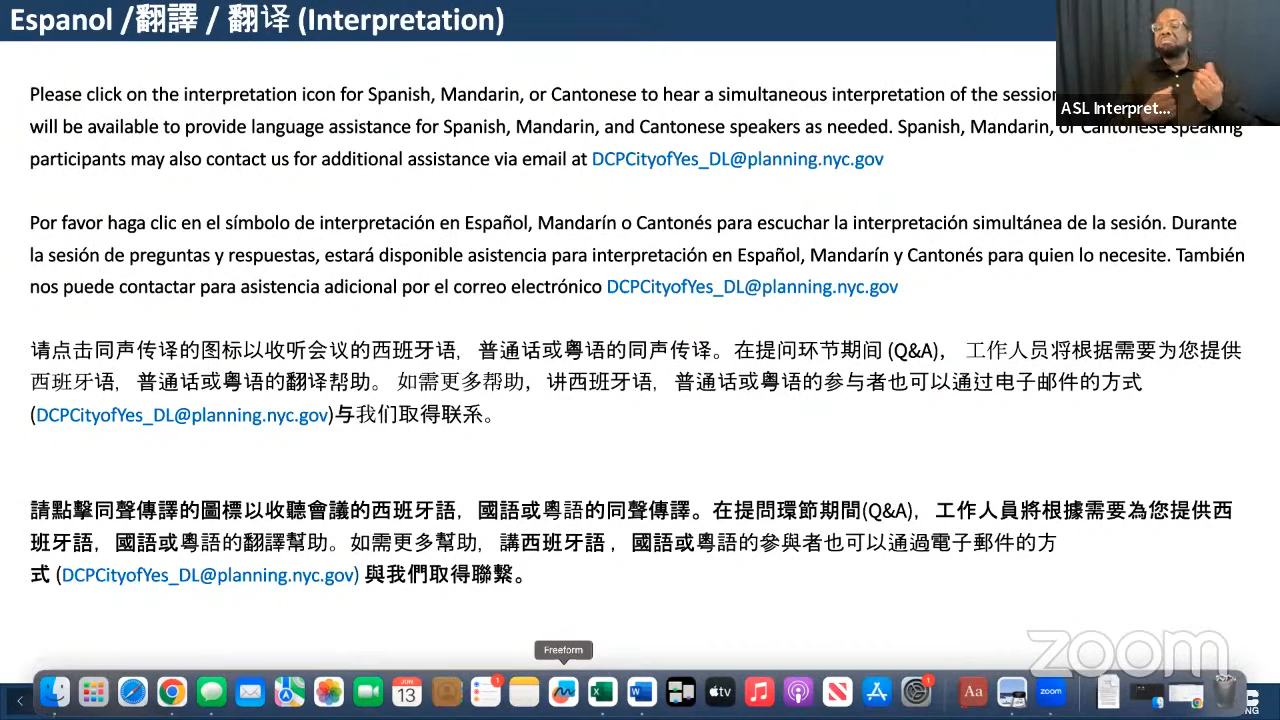 Espanol /翻譯 / 翻译 (Interpretation)
ASL Interpret...
Please click on the interpretation icon for Spanish, Mandarin, or Cantonese to hear a simultaneous interpretation of the session
will be available to provide language assistance for Spanish, Mandarin, and Cantonese speakers as needed. Spanish, Mandarin, or Cantonese speaking
participants may also contact us for additional assistance via email at DCPCityofYes_DL@planning.nyc.gov
Por favor haga clic en el símbolo de interpretación en Español, Mandarín o Cantonés para escuchar la interpretación simultánea de la sesión. Durante
la sesión de preguntas y respuestas, estará disponible asistencia para interpretación en Español, Mandarín y Cantonés para quien lo necesite. También
nos puede contactar para asistencia adicional por el correo electrónico DCPCityofYes_DL@planning.nyc.gov
请点击同声传译的图标以收听会议的西班牙语，普通话或粵语的同声传译。在提问环节期间 (Q&A)， 工作人员将根据需要为您提供
西班牙语，普通话或粵语的翻译帮助。 如需更多帮助，讲西班牙语，普通话或粵语的参与者也可以通过电子邮件的方式
(DCPCityofYes_DL@planning.nyc.gov)与我们取得联系。
請點擊同聲傳譯的圖標以收聽會議的西班牙語，國語或粵語的同聲傳譯。在提問環節期間(Q&A)，工作人員將根據需要為您提供西
班牙語，國語或粵語的翻譯幫助。如需更多幫助，講西班牙語，國語或粵語的參與者也可以通過電子郵件的方
式 (DCPCityofYes_DL@planning.nyc.gov) 與我們取得聯繫。
zoom
Freeform
JUN
13
1
tv
1
Aa
zoom